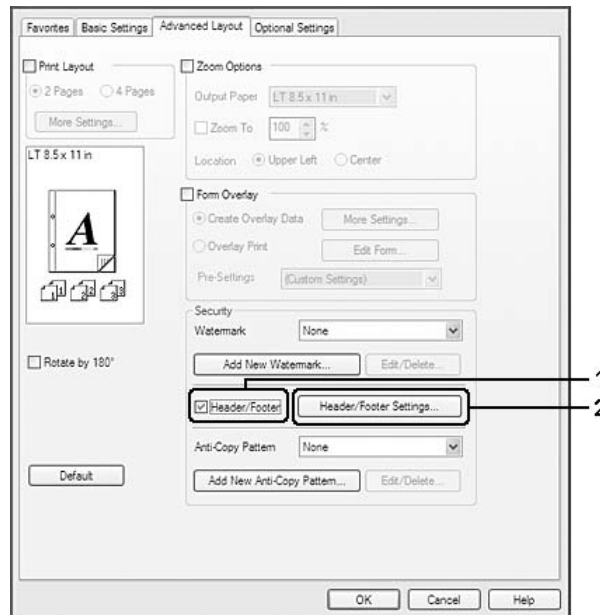 Favorites Basic Settings Advanced Layout Optional Settings
Print Layout
2 Pages 4 Pages
More Settings...
LT 8.5 x 11 in
A
Rotate by 180°
Default
Zoom Options
Output Paper LT 8.5 x 11 in
Zoom To 100 %
Location Upper Left Center
Form Overlay
Create Overlay Data More Settings...
Overlay Print Edit Form...
Pre-Settings (Custom Settings)
Security
Watermark None
Add New Watermark... Edit/Delete...
Header/Footer Header/Footer Settings...
1
2
Anti-Copy Pattern None
Add New Anti-Copy Pattern... Edit/Delete...
OK Cancel Help